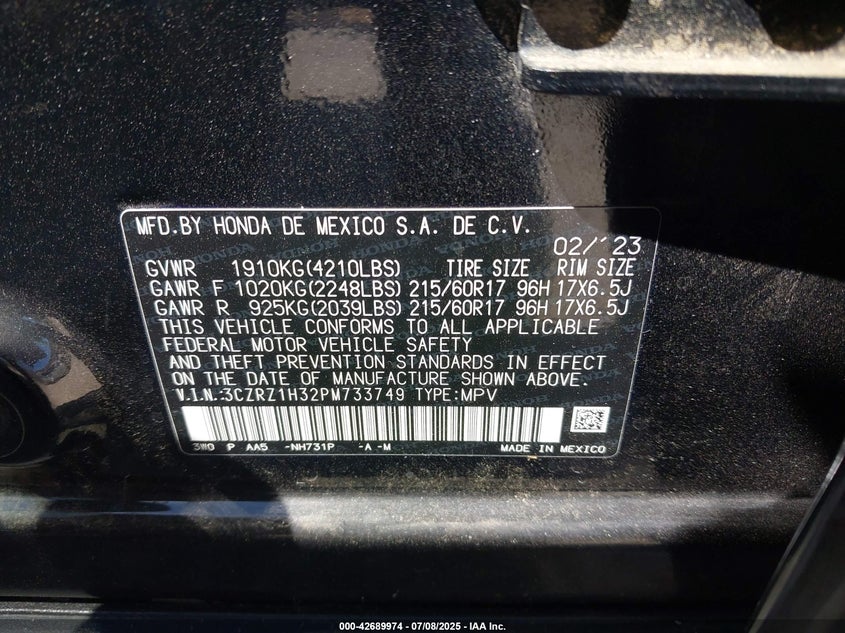 MFD.BY HONDA DE MEXICO S.A. DE C.V.
02/'23
GVWR 1910KG(4210LBS) TIRE SIZE RIM SIZE
GAWR F 1020KG(2248LBS) 215/60R17 96H 17X6.5J
GAWR R 925KG(2039LBS) 215/60R17 96H 17X6.5J
THIS VEHICLE CONFORMS TO ALL APPLICABLE
FEDERAL MOTOR VEHICLE SAFETY
AND THEFT PREVENTION STANDARDS IN EFFECT
ON THE DATE OF MANUFACTURE SHOWN ABOVE.
V.I.N.:3CZRZ1H32PM733749 TYPE:MPV
3W0 P AA5 -NH731P -A -M MADE IN MEXICO
000-42689974 | 07/08/2025 - IAA Inc.